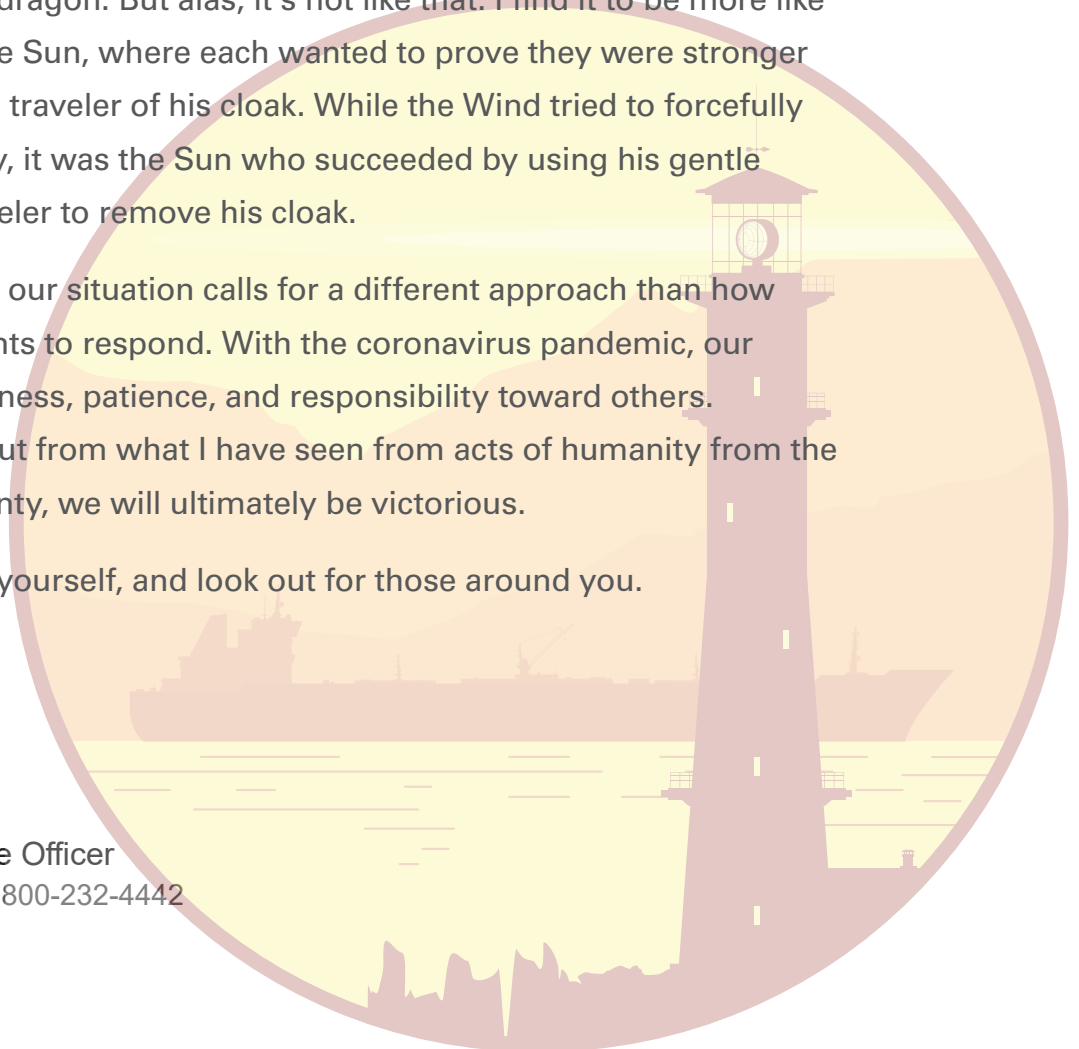 dragon. But alas, it's not like that. I find it to be more like
e Sun, where each wanted to prove they were stronger
traveler of his cloak. While the Wind tried to forcefully
y, it was the Sun who succeeded by using his gentle
eler to remove his cloak.
our situation calls for a different approach than how
nts to respond. With the coronavirus pandemic, our
ness, patience, and responsibility toward others.
ut from what I have seen from acts of humanity from the
nty, we will ultimately be victorious.
yourself, and look out for those around you.
e Officer
800-232-4442